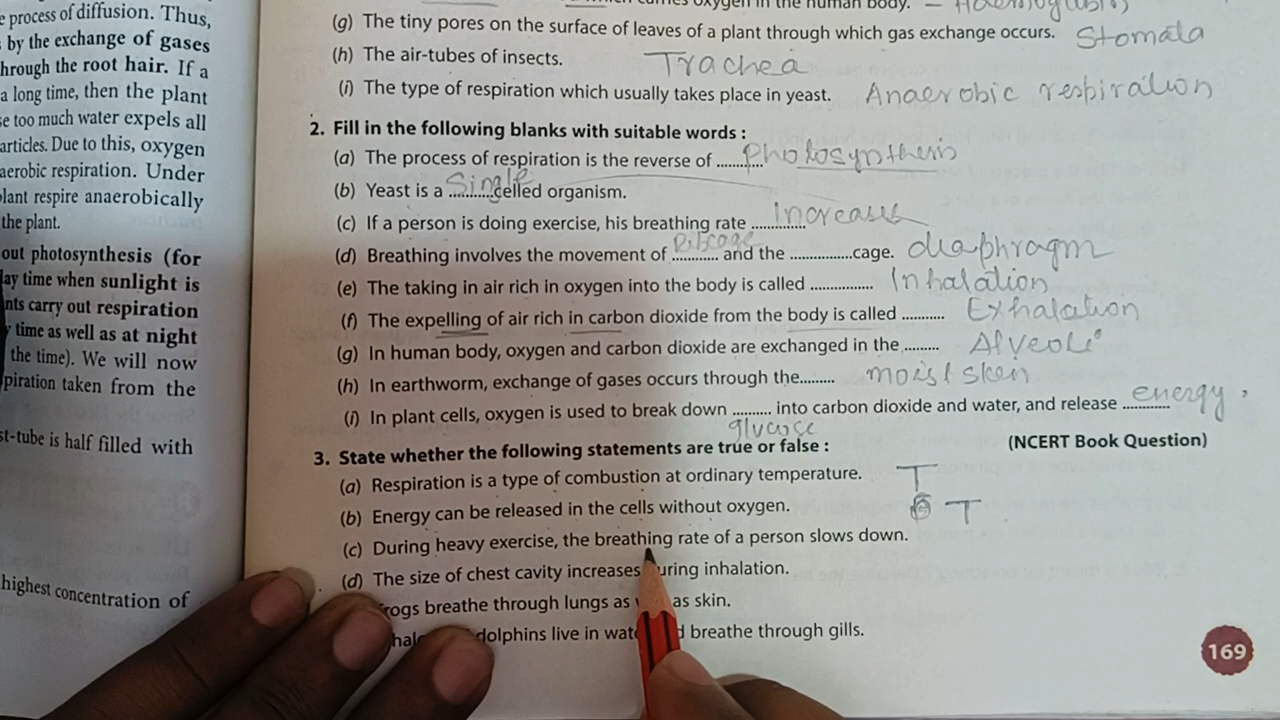 e process of diffusion. Thus,
by the exchange of gases
hrough the root hair. If a
a long time, then the plant
se too much water expels all
articles. Due to this, oxygen
aerobic respiration. Under
plant respire anaerobically
the plant.
out photosynthesis (for
lay time when sunlight is
nts carry out respiration
time as well as at night
the time). We will now
piration taken from the
st-tube is half filled with
highest concentration of
oxygen in the human body. – Haemoglobin
(g) The tiny pores on the surface of leaves of a plant through which gas exchange occurs. Stomata
(h) The air-tubes of insects. Trachea
(i) The type of respiration which usually takes place in yeast. Anaerobic respiration
2. Fill in the following blanks with suitable words :
(a) The process of respiration is the reverse of ............ Photosynthesis
(b) Yeast is a ...........celled organism. Single
(c) If a person is doing exercise, his breathing rate .............. increases
(d) Breathing involves the movement of ............ and the ................cage. diaphragm
(e) The taking in air rich in oxygen into the body is called ................ Inhalation
(f) The expelling of air rich in carbon dioxide from the body is called ........... Exhalation
(g) In human body, oxygen and carbon dioxide are exchanged in the ......... Alveoli
(h) In earthworm, exchange of gases occurs through the......... moist sken
(i) In plant cells, oxygen is used to break down .......... into carbon dioxide and water, and release ............ energy
glucose
3. State whether the following statements are true or false : (NCERT Book Question)
(a) Respiration is a type of combustion at ordinary temperature. T
(b) Energy can be released in the cells without oxygen. T
(c) During heavy exercise, the breathing rate of a person slows down.
(d) The size of chest cavity increases uring inhalation.
rogs breathe through lungs as as skin.
hal dolphins live in wat d breathe through gills.
169